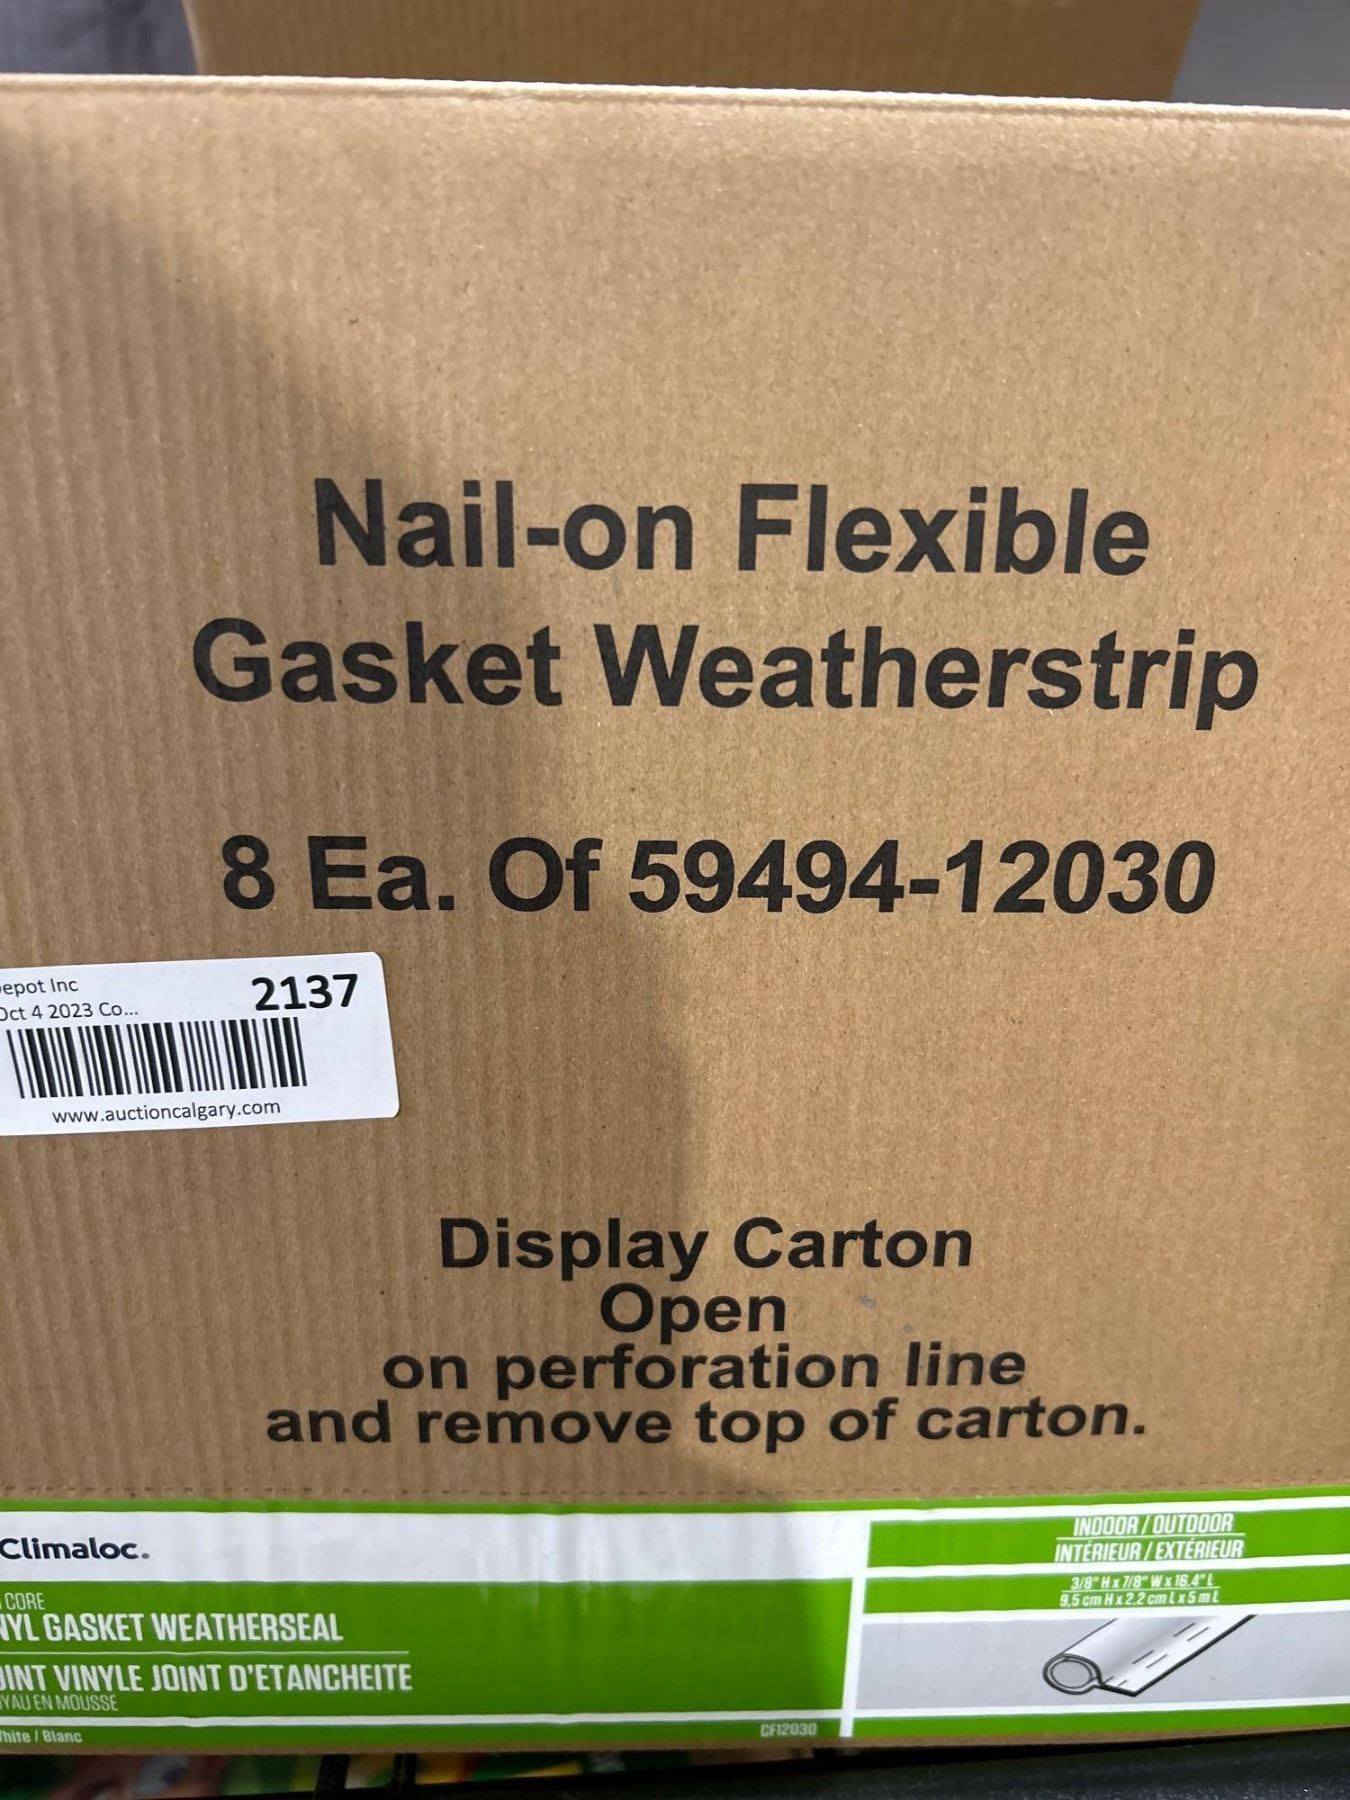 Nail-on Flexible
Gasket Weatherstrip
8 Ea. Of 59494-12030
epot Inc
2137
Oct 4 2023 Co...
www.auctioncalgary.com
Display Carton
Open
on perforation line
and remove top of carton.
Climaloc.
CORE
NYL GASKET WEATHERSEAL
OINT VINYLE JOINT D'ETANCHEITE
YAU EN MOUSSE
hite / Blanc
CF12030
INDOOR / OUTDOOR
INTÉRIEUR / EXTÉRIEUR
3/8" H x 7/8" W x 16.4" L
9.5 cm H x 2.2 cm L x 5 m L